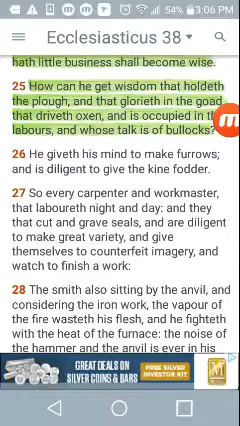 54% 3:06 PM
Ecclesiasticus 38
hath little business shall become wise.
25 How can he get wisdom that holdeth
the plough, and that glorieth in the goad,
that driveth oxen, and is occupied in
labours, and whose talk is of bullocks?
26 He giveth his mind to make furrows;
and is diligent to give the kine fodder.
27 So every carpenter and workmaster,
that laboureth night and day: and they
that cut and grave seals, and are diligent
to make great variety, and give
themselves to counterfeit imagery, and
watch to finish a work:
28 The smith also sitting by the anvil, and
considering the iron work, the vapour of
the fire wasteth his flesh, and he fighteth
with the heat of the furnace: the noise of
the hammer and the anvil is ever in his
GREAT DEALS ON
SILVER COINS & BARS
FREE SILVER
INVESTOR KIT